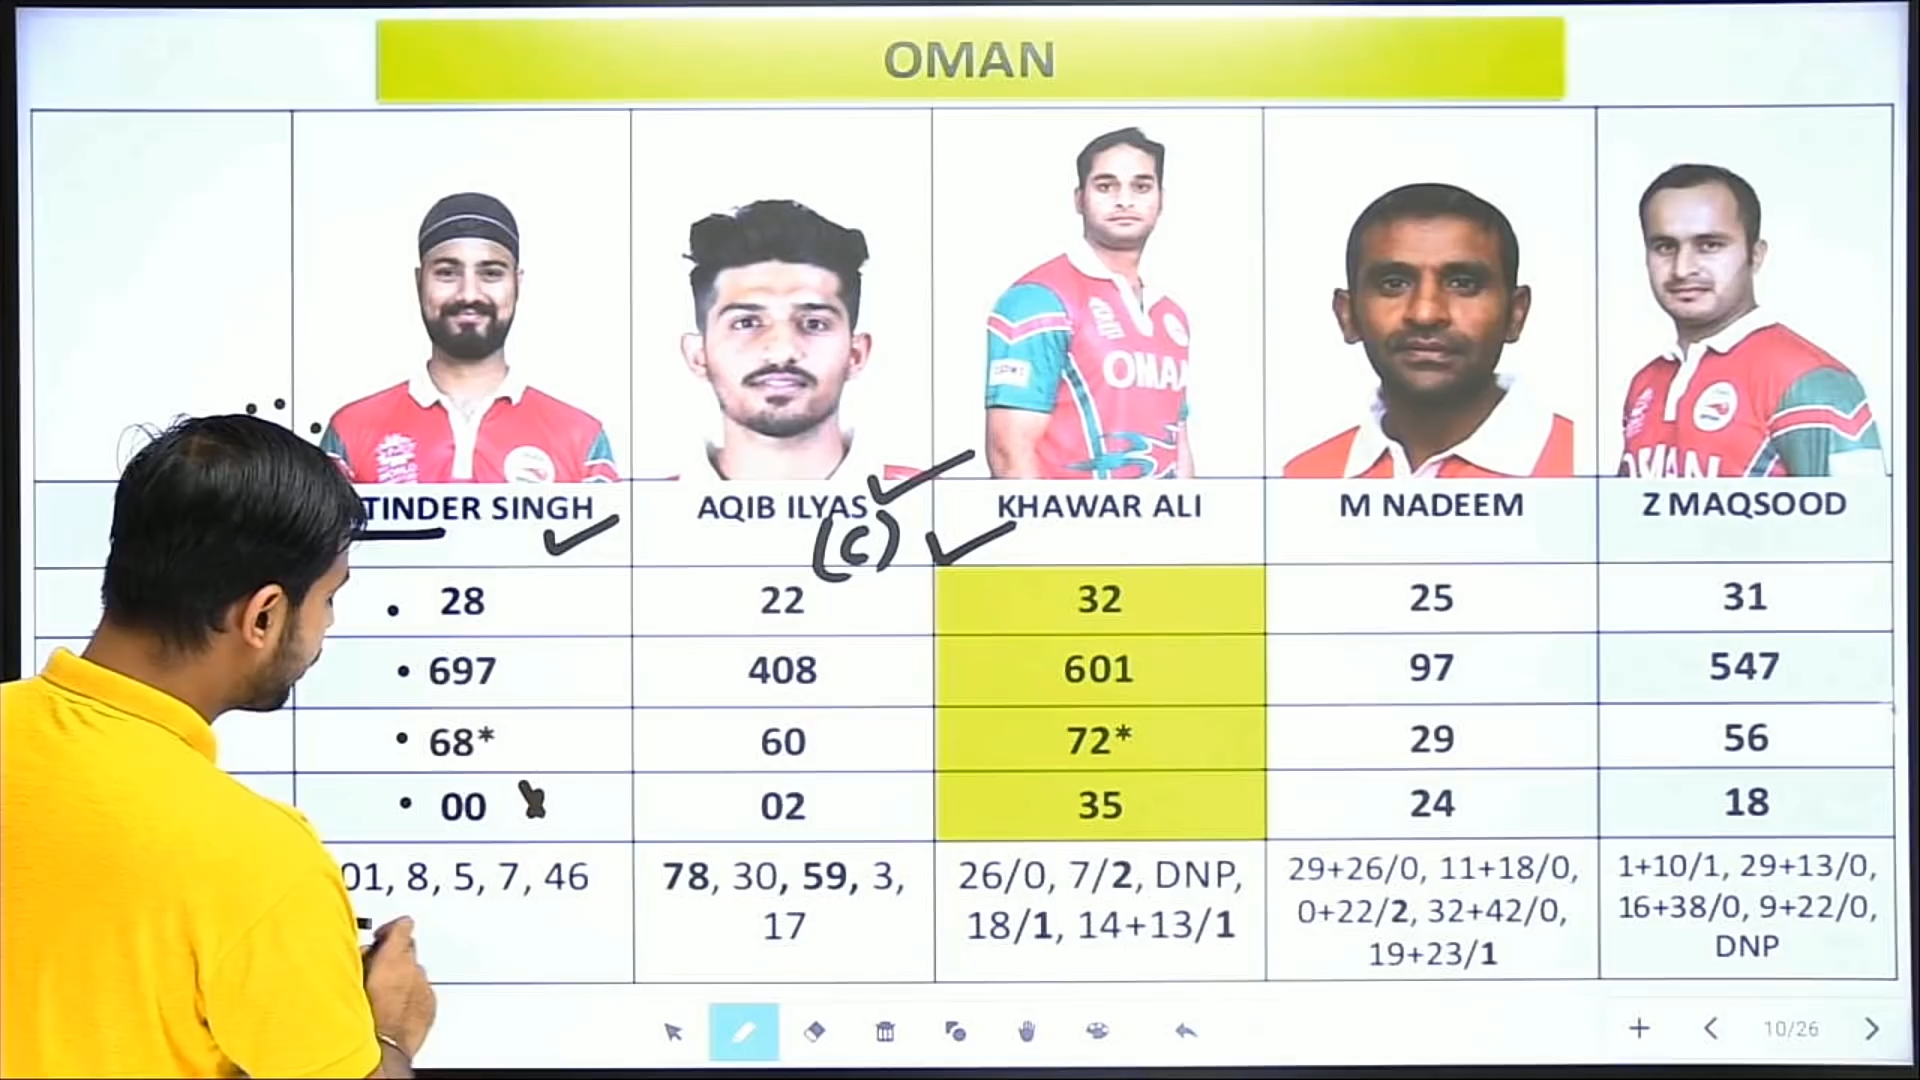 OMAN
OMAN
OMAN
TINDER SINGH
AQIB ILYAS
KHAWAR ALI
M NADEEM
Z MAQSOOD
(C)
28
22
32
25
31
697
408
601
97
547
68*
60
72*
29
56
00
02
35
24
18
01, 8, 5, 7, 46
78, 30, 59, 3,
17
26/0, 7/2, DNP,
18/1, 14+13/1
29+26/0, 11+18/0,
0+22/2, 32+42/0,
19+23/1
1+10/1, 29+13/0,
16+38/0, 9+22/0,
DNP
10/26